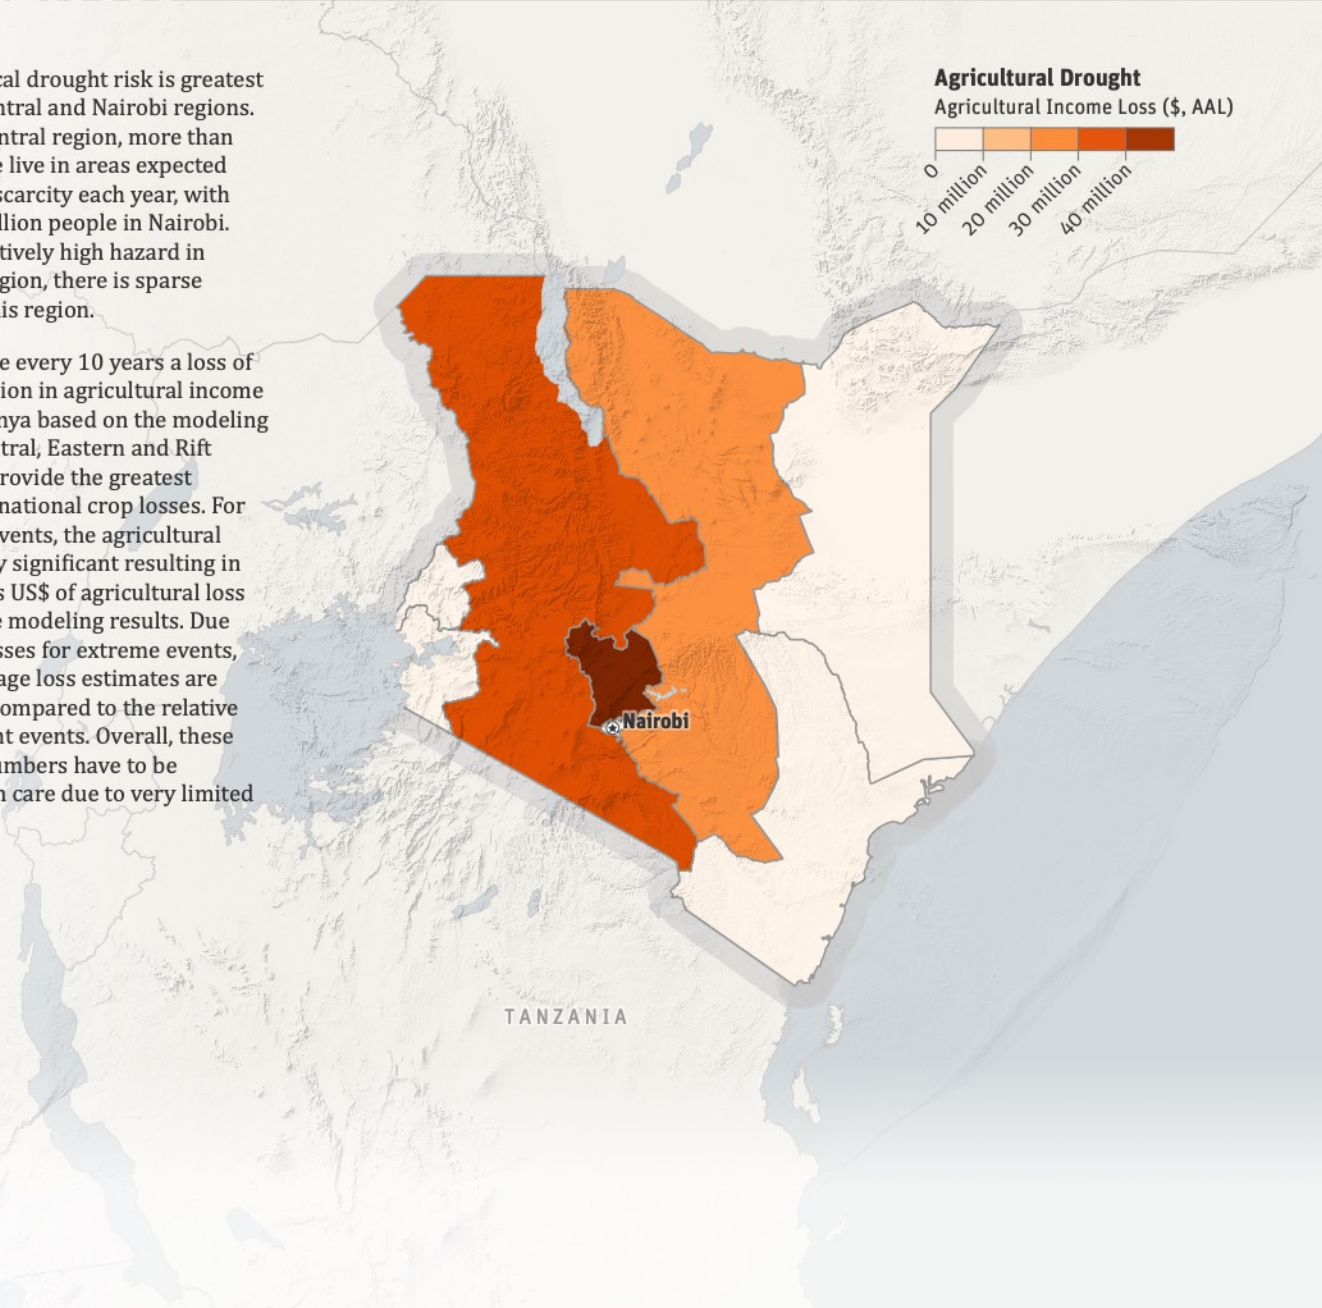 cal drought risk is greatest
ntral and Nairobi regions.
ntral region, more than
e live in areas expected
scarcity each year, with
llion people in Nairobi.
tively high hazard in
gion, there is sparse
is region.
e every 10 years a loss of
ion in agricultural income
nya based on the modeling
tral, Eastern and Rift
rovide the greatest
national crop losses. For
vents, the agricultural
y significant resulting in
s US$ of agricultural loss
e modeling results. Due
sses for extreme events,
age loss estimates are
compared to the relative
nt events. Overall, these
umbers have to be
n care due to very limited
Agricultural Drought
Agricultural Income Loss ($, AAL)
0
10 million
20 million
30 million
40 million
Nairobi
TANZANIA